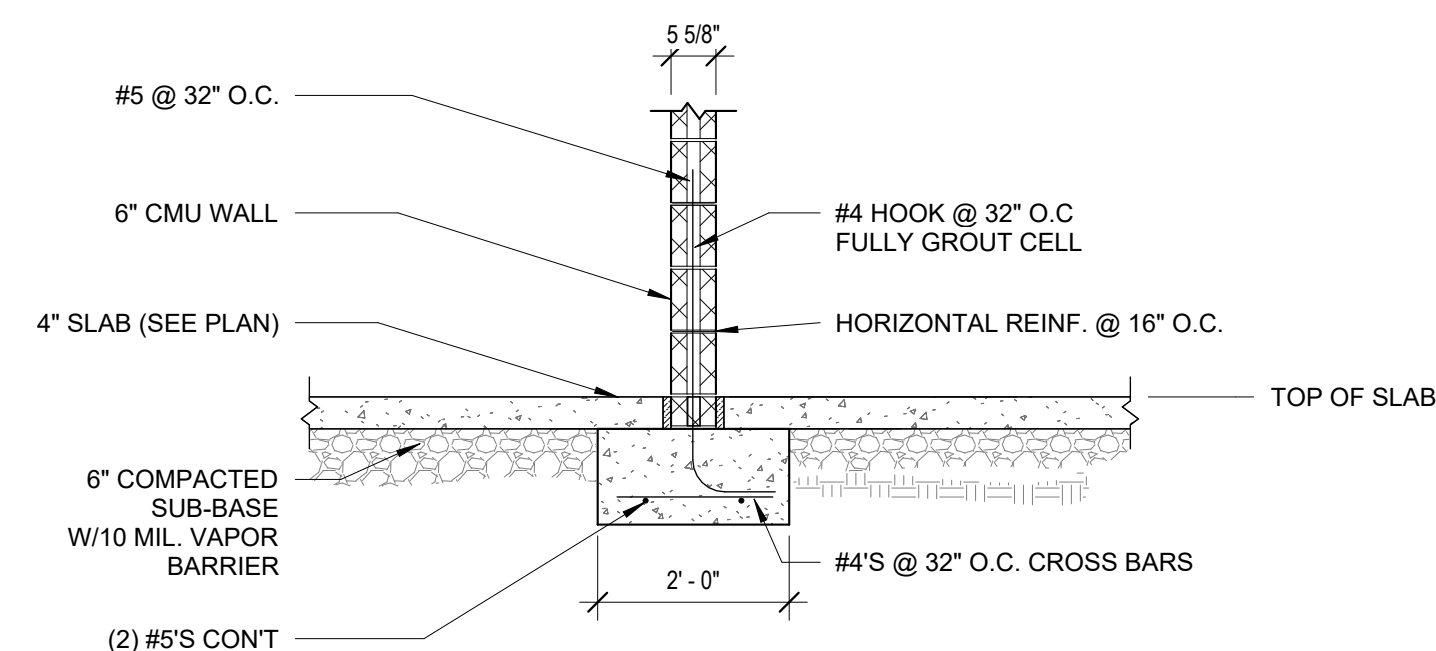 5 5/8"
#5 @ 32" O.C.
6" CMU WALL
#4 HOOK @ 32" O.C
FULLY GROUT CELL
4" SLAB (SEE PLAN)
HORIZONTAL REINF. @ 16" O.C.
TOP OF SLAB
6" COMPACTED
SUB-BASE
W/10 MIL. VAPOR
BARRIER
#4'S @ 32" O.C. CROSS BARS
2' - 0"
(2) #5'S CON'T